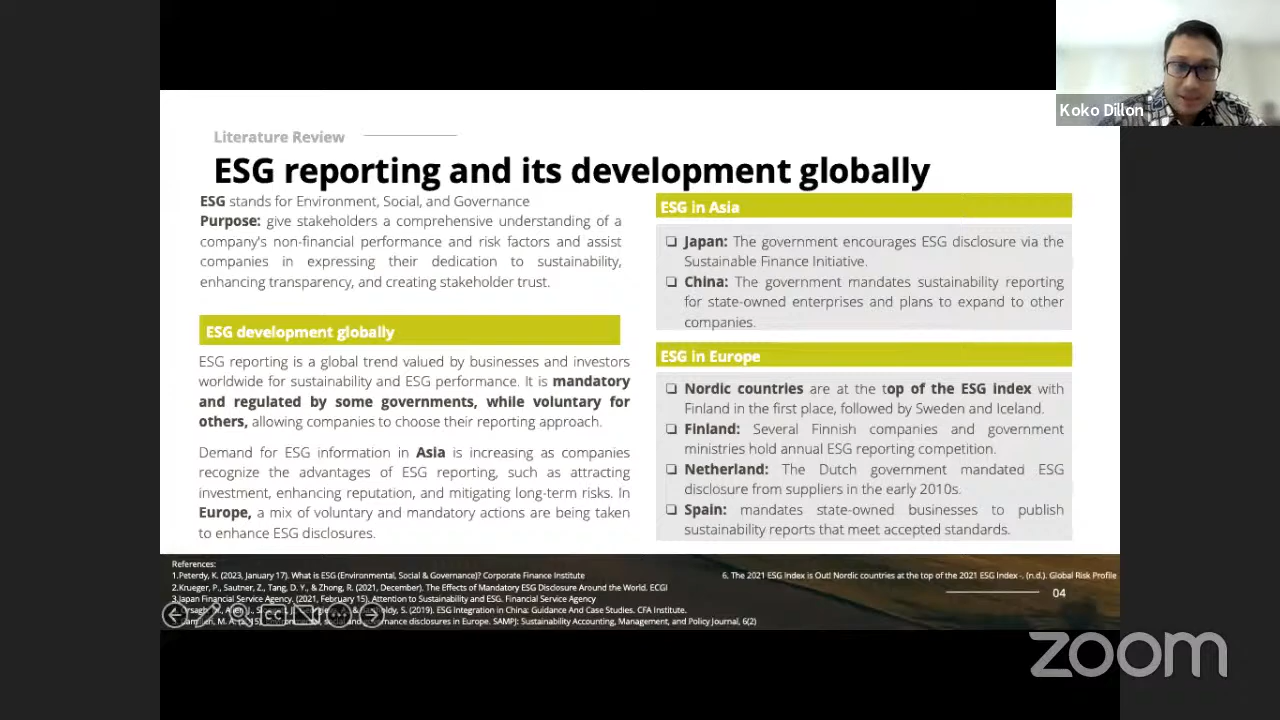 Koko Dillon
Literature Review
ESG reporting and its development globally
ESG stands for Environment, Social, and Governance
Purpose: give stakeholders a comprehensive understanding of a
company's non-financial performance and risk factors and assist
companies in expressing their dedication to sustainability,
enhancing transparency, and creating stakeholder trust.
ESG development globally
ESG reporting is a global trend valued by businesses and investors
worldwide for sustainability and ESG performance. It is mandatory
and regulated by some governments, while voluntary for
others, allowing companies to choose their reporting approach.
Demand for ESG information in Asia is increasing as companies
recognize the advantages of ESG reporting, such as attracting
investment, enhancing reputation, and mitigating long-term risks. In
Europe, a mix of voluntary and mandatory actions are being taken
to enhance ESG disclosures.
ESG in Asia
❑ Japan: The government encourages ESG disclosure via the
Sustainable Finance Initiative.
❑ China: The government mandates sustainability reporting
for state-owned enterprises and plans to expand to other
companies.
ESG in Europe
❑ Nordic countries are at the top of the ESG index with
Finland in the first place, followed by Sweden and Iceland.
❑ Finland: Several Finnish companies and government
ministries hold annual ESG reporting competition.
❑ Netherland: The Dutch government mandated ESG
disclosure from suppliers in the early 2010s.
❑ Spain: mandates state-owned businesses to publish
sustainability reports that meet accepted standards.
References:
1.Peterdy, K. (2023, January 17). What is ESG (Environmental, Social & Governance)? Corporate Finance Institute
2.Krueger, P., Sautner, Z., Tang, D. Y., & Zhong, R. (2021, December). The Effects of Mandatory ESG Disclosure Around the World. ECGI
3.Japan Financial Service Agency. (2021, February 15). Attention to Sustainability and ESG. Financial Service Agency
S. (2019). ESG Integration in China: Guidance And Case Studies. CFA Institute.
M. social and disclosures in Europe. SAMPJ: Sustainability Accounting, Management, and Policy Journal, 6(2)
6. The 2021 ESG Index is Out! Nordic countries at the top of the 2021 ESG Index -. (n.d.). Global Risk Profile
04
CC
zoom